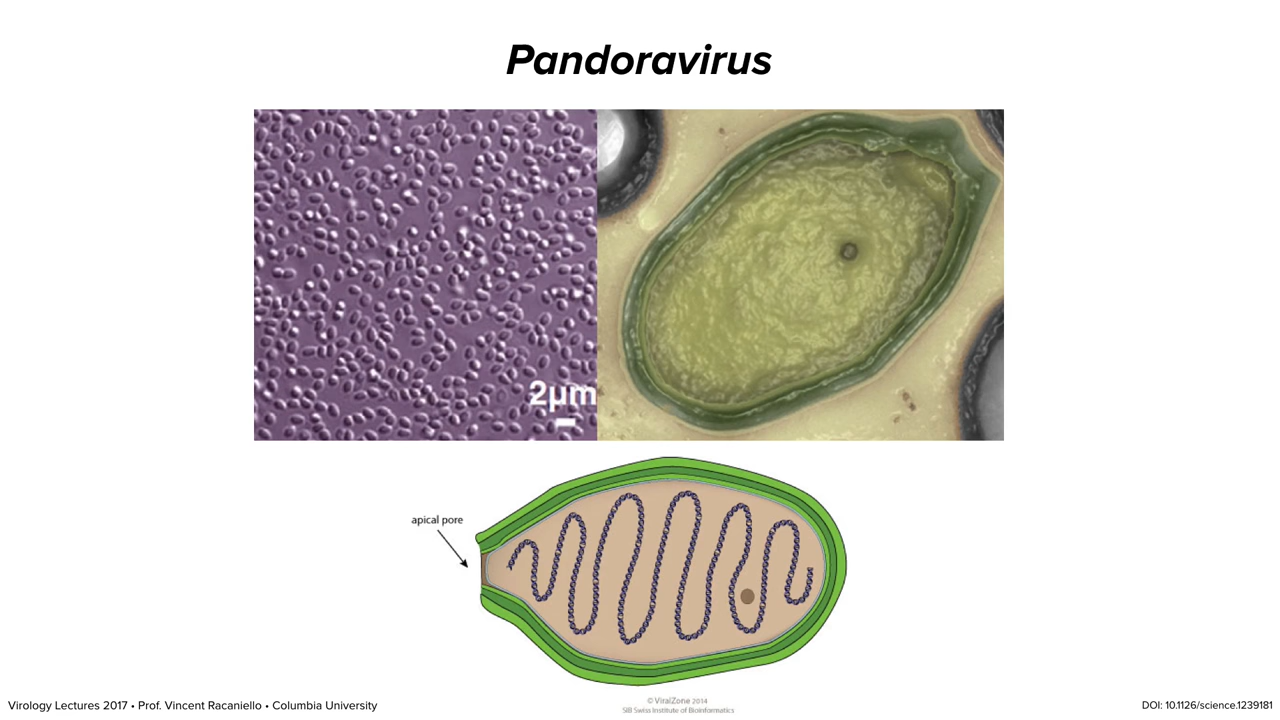 Pandoravirus
2μm
apical pore
© ViralZone 2014
SIB Swiss Institute of Bioinformatics
Virology Lectures 2017 • Prof. Vincent Racaniello • Columbia University
DOI: 10.1126/science.1239181